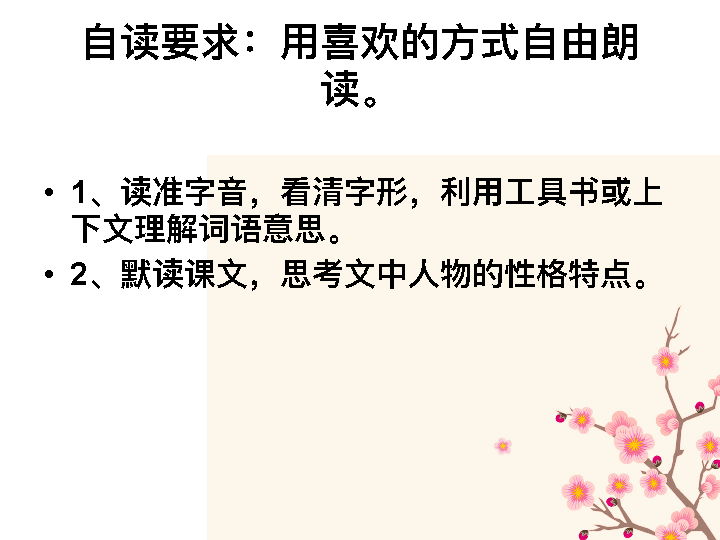 自读要求：用喜欢的方式自由朗
读。
• 1、读准字音，看清字形，利用工具书或上
下文理解词语意思。
• 2、默读课文，思考文中人物的性格特点。